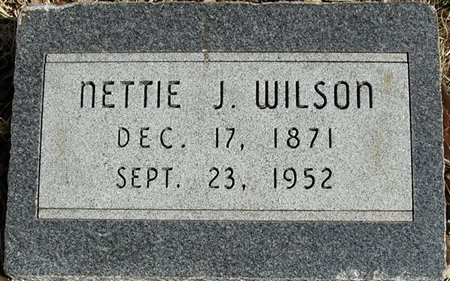 NETTIE J. WILSON
DEC. 17, 1871
SEPT. 23, 1952